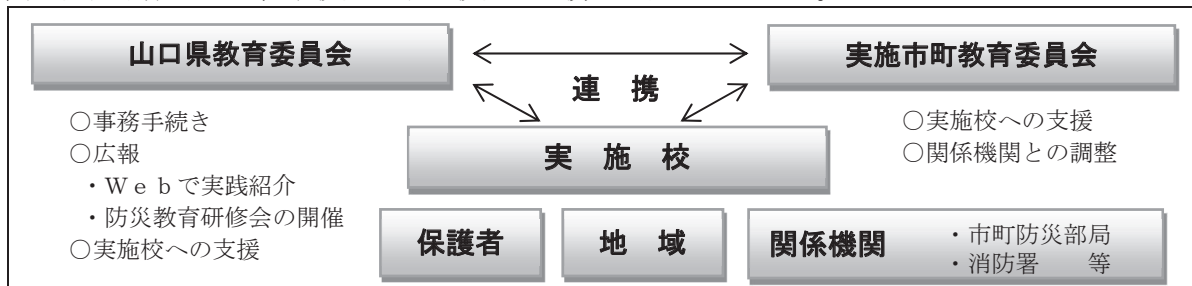 山口県教育委員会
実施市町教育委員会
連 携
○事務手続き
○広報
・Webで実践紹介
・防災教育研修会の開催
○実施校への支援
○実施校への支援
○関係機関との調整
実 施 校
保護者
地 域
関係機関
・市町防災部局
・消防署 等